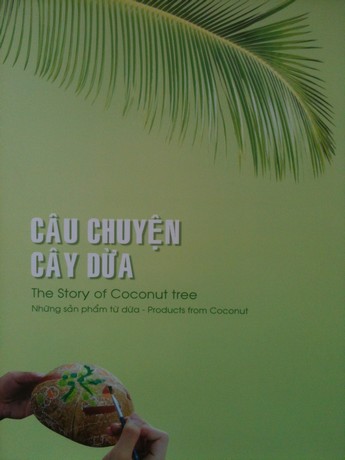 CÂU CHUYỆN
CÂY DỪA
The Story of Coconut tree
Những sản phẩm từ dừa - Products from Coconut